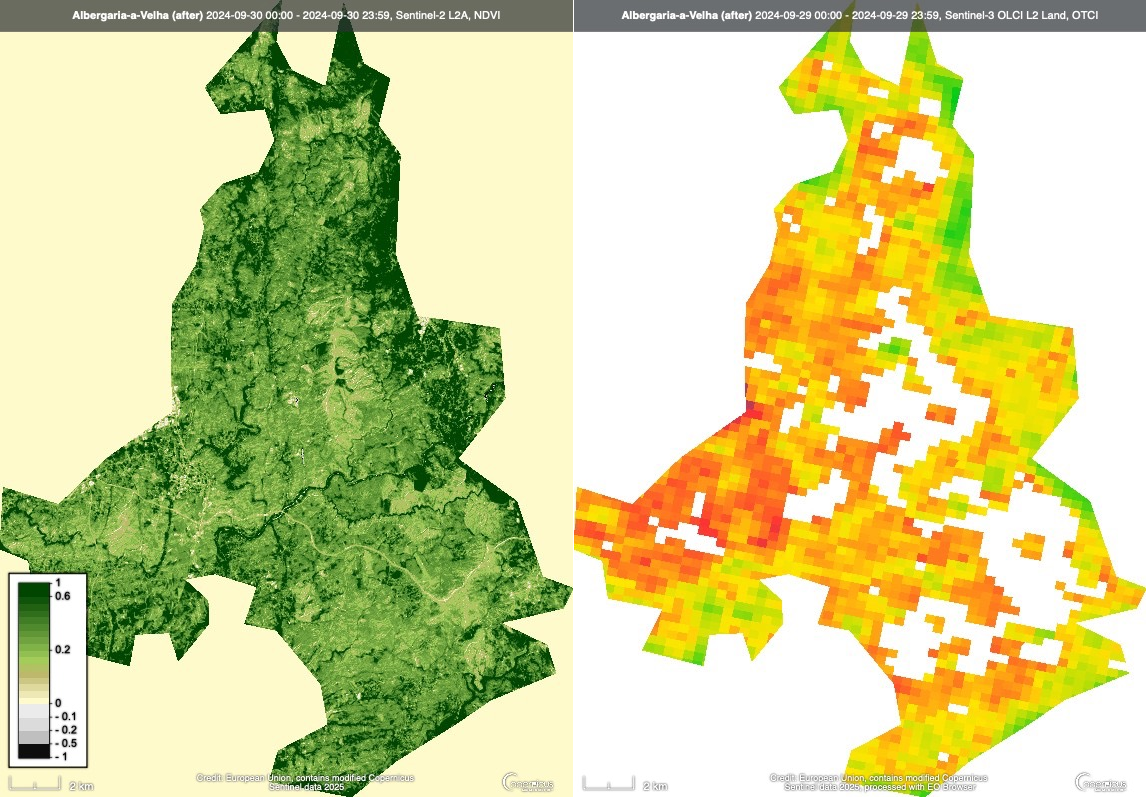 Albergaria-a-Velha (after) 2024-09-30 00:00 - 2024-09-30 23:59, Sentinel-2 L2A, NDVI
Albergaria-a-Velha (after) 2024-09-29 00:00 - 2024-09-29 23:59, Sentinel-3 OLCI L2 Land, OTCI
1
0.6
0.2
0
- 0.1
- 0.2
- 0.5
- 1
2 km
Credit: European Union, contains modified Copernicus
Sentinel data 2025
2 km
Credit: European Union, contains modified Copernicus
Sentinel data 2025, processed with EO Browser